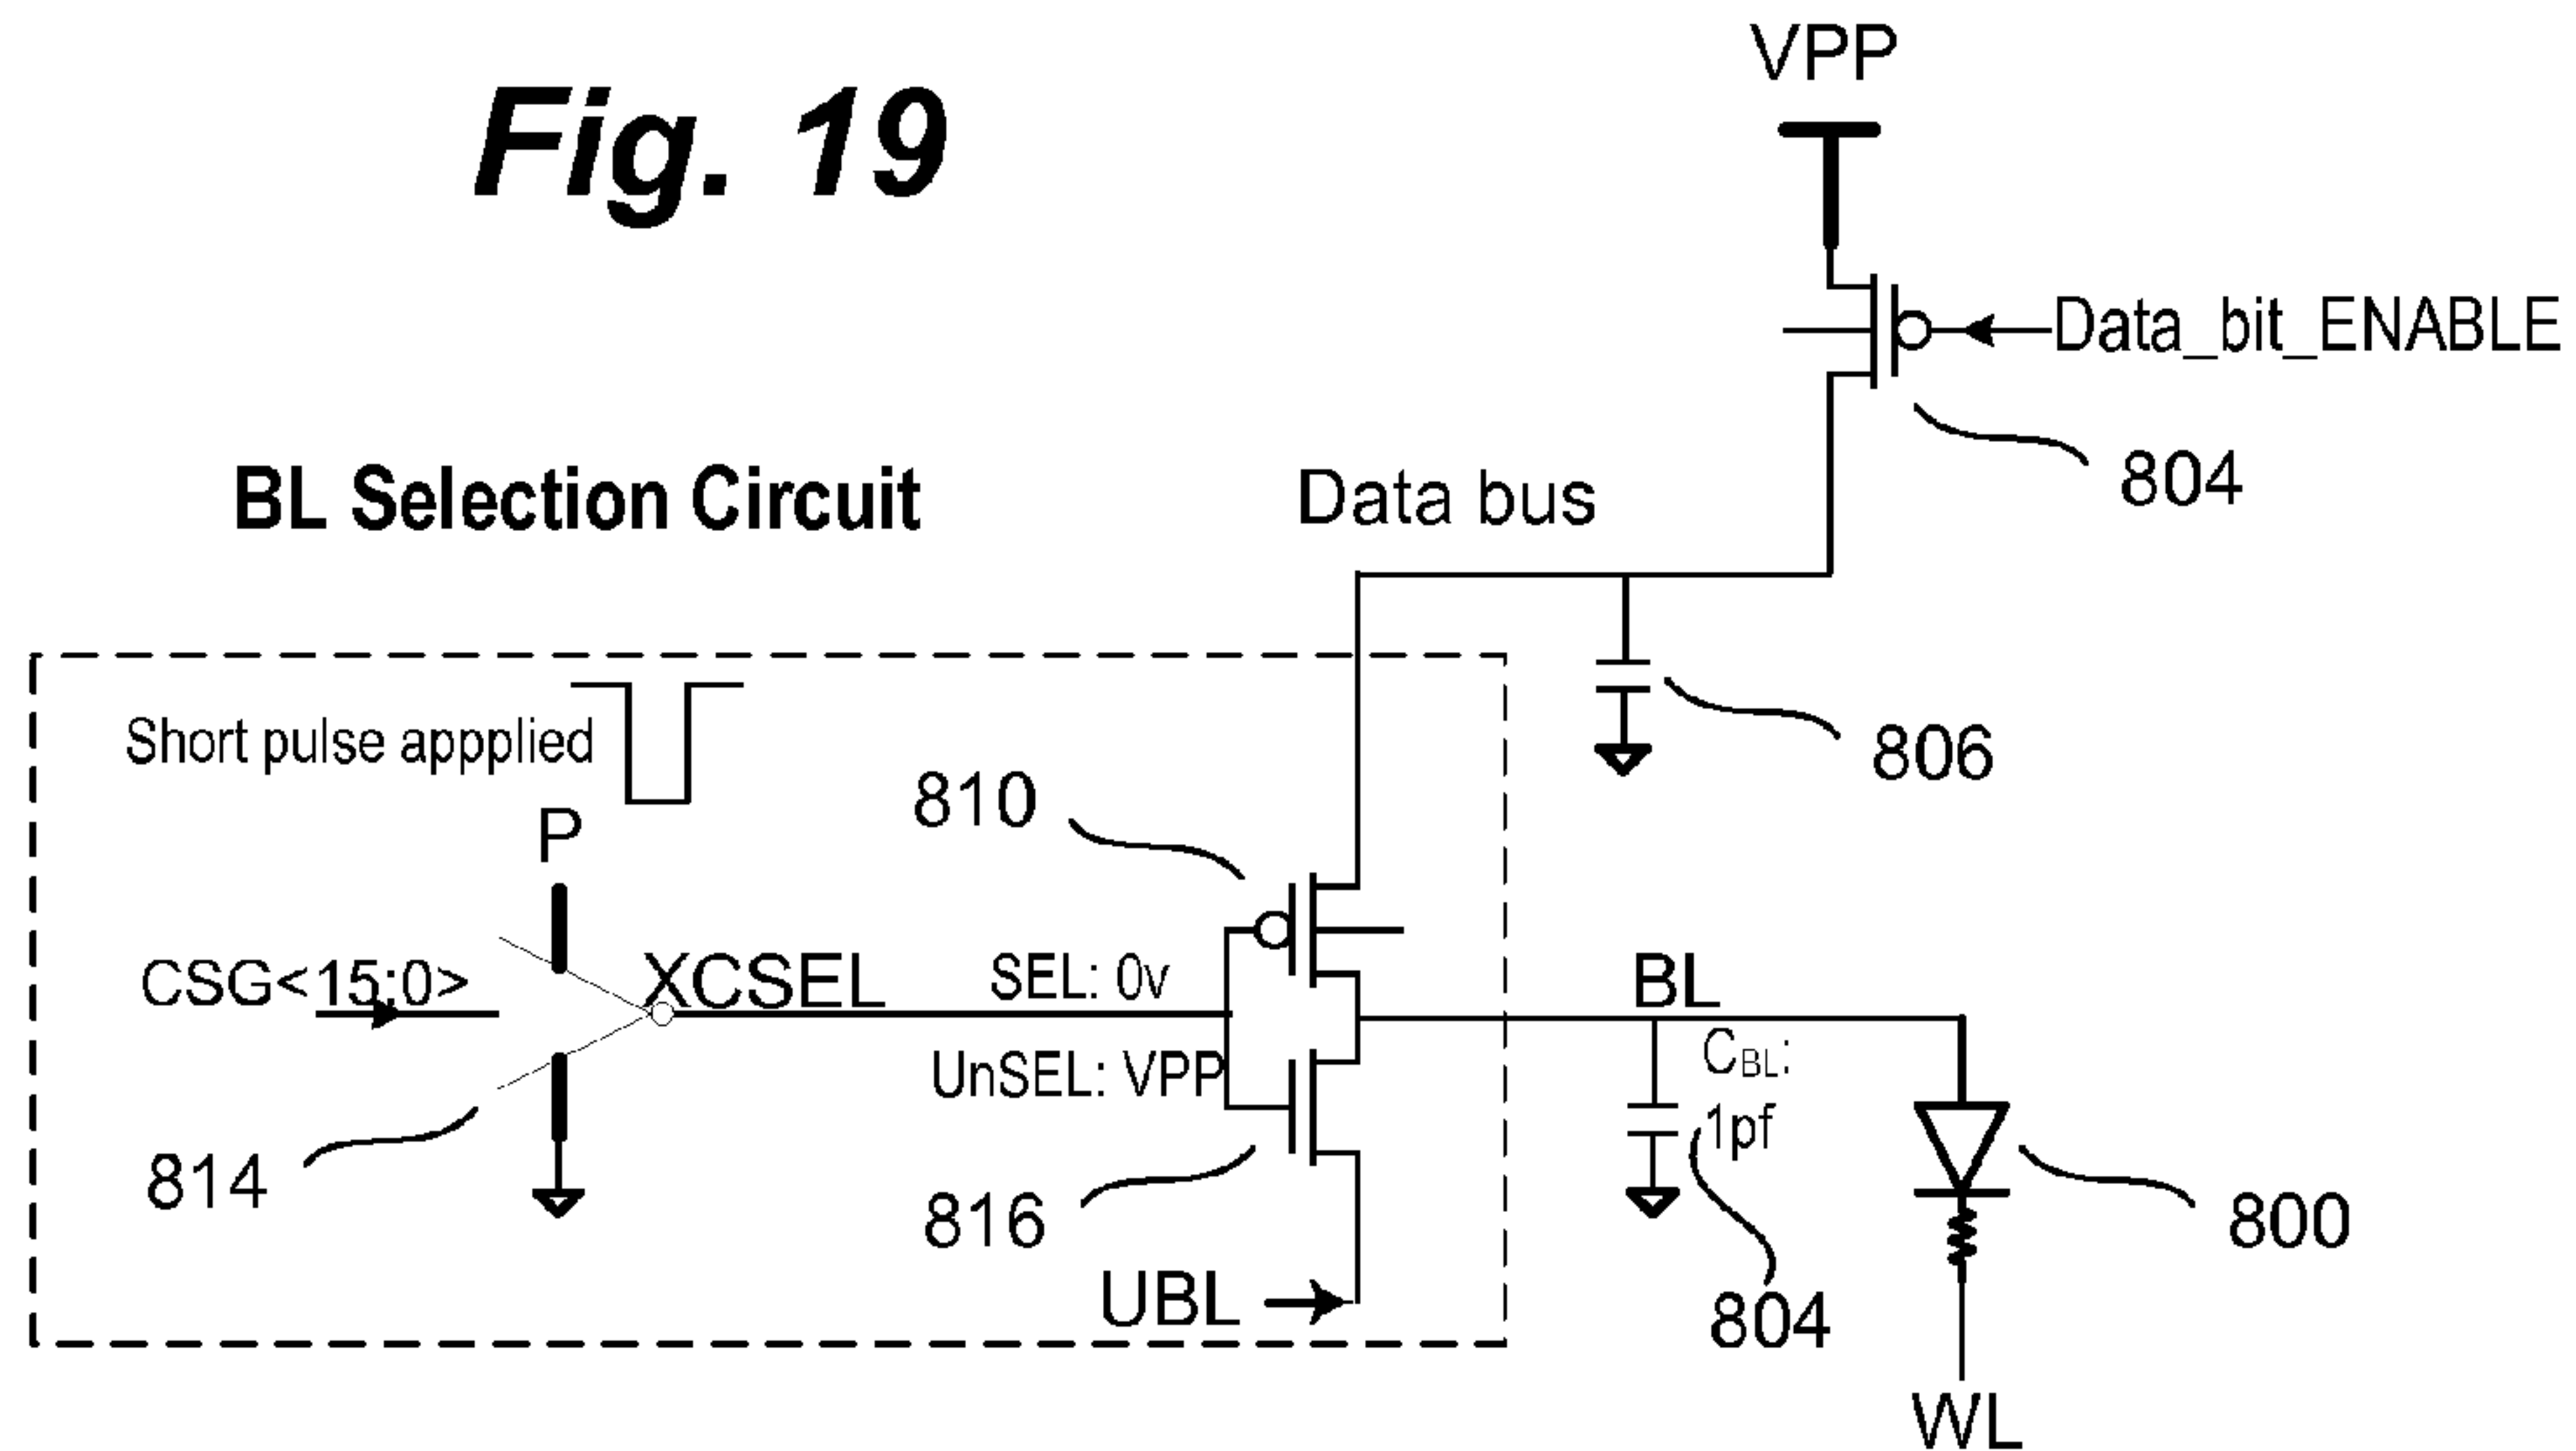 Fig. 19
VPP
Data_bit_ENABLE
804
BL Selection Circuit
Data bus
Short pulse appplied
806
810
P
CSG<15:0>
XCSEL
SEL: 0v
BL
UnSEL: VPP
CBL:
1pf
814
816
800
UBL
804
WL